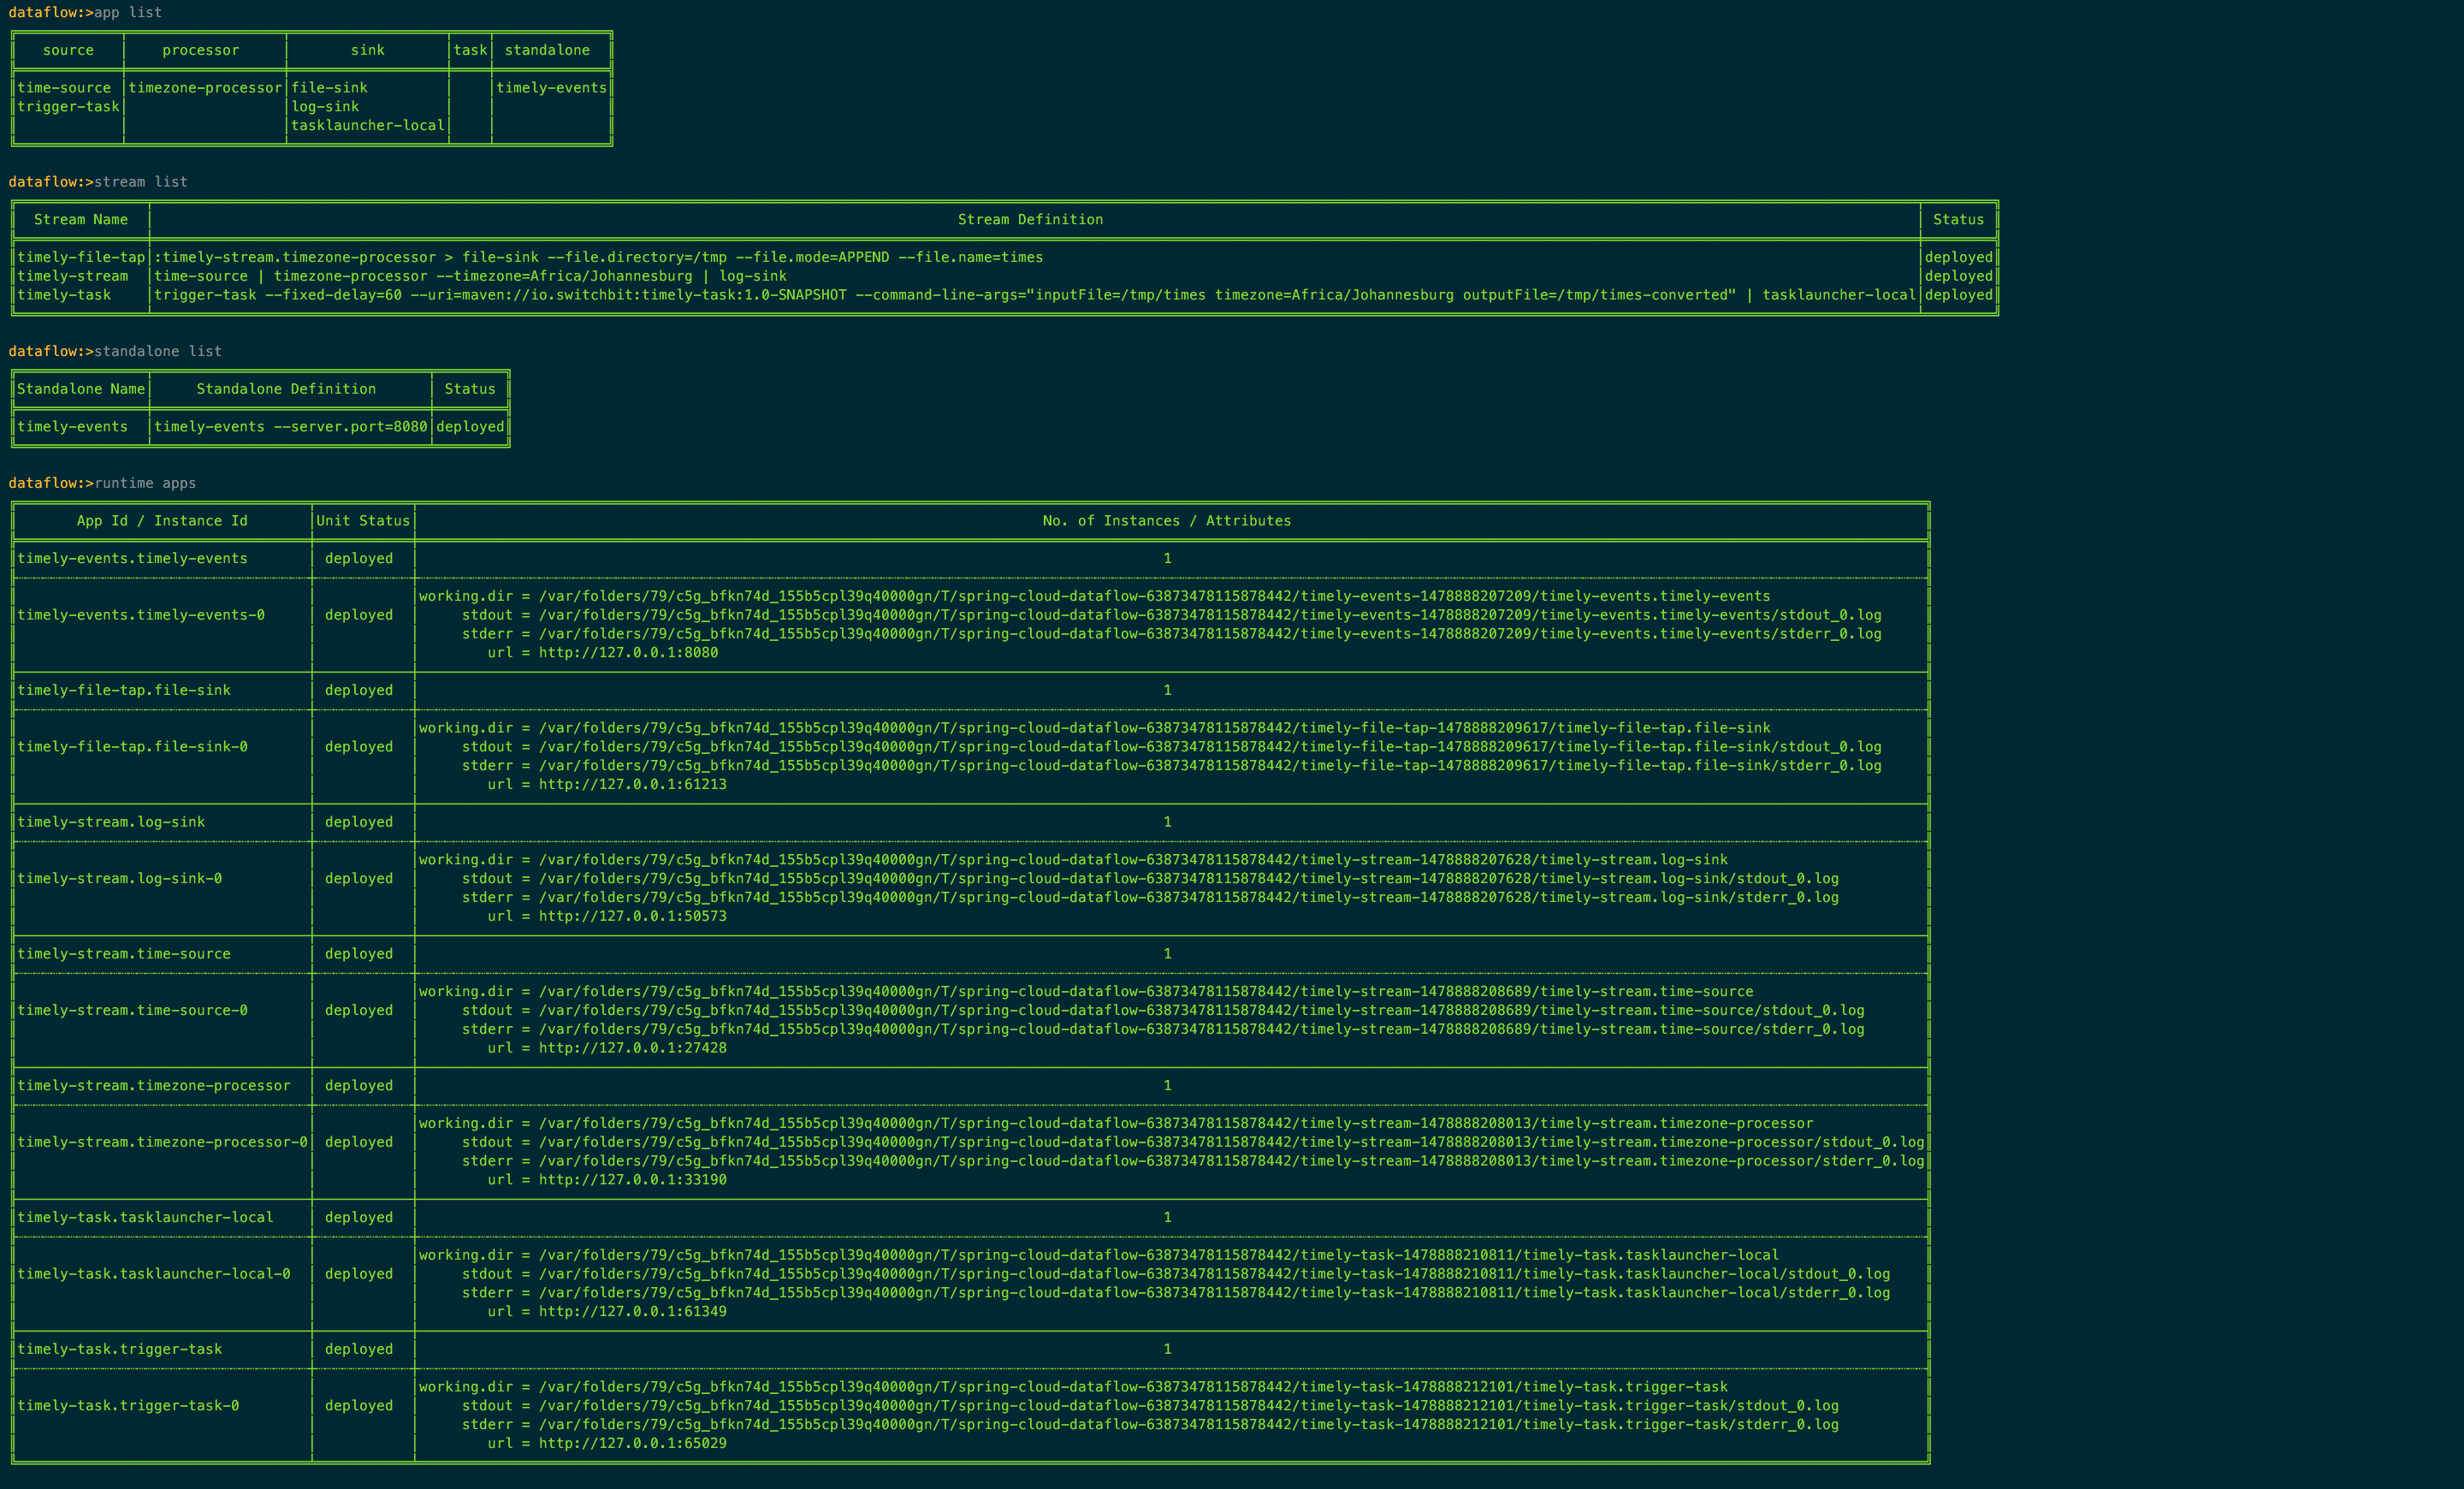 dataflow:>app list
source processor sink task standalone
time-source timezone-processor file-sink timely-events
trigger-task log-sink
tasklauncher-local
dataflow:>stream list
Stream Name Stream Definition Status
timely-file-tap :timely-stream.timezone-processor > file-sink --file.directory=/tmp --file.mode=APPEND --file.name=times deployed
timely-stream time-source | timezone-processor --timezone=Africa/Johannesburg | log-sink deployed
timely-task trigger-task --fixed-delay=60 --uri=maven://io.switchbit:timely-task:1.0-SNAPSHOT --command-line-args="inputFile=/tmp/times timezone=Africa/Johannesburg outputFile=/tmp/times-converted" | tasklauncher-local deployed
dataflow:>standalone list
Standalone Name Standalone Definition Status
timely-events timely-events --server.port=8080 deployed
dataflow:>runtime apps
App Id / Instance Id Unit Status No. of Instances / Attributes
timely-events.timely-events deployed 1
working.dir = /var/folders/79/c5g_bfkn74d_155b5cpl39q40000gn/T/spring-cloud-dataflow-63873478115878442/timely-events-1478888207209/timely-events.timely-events
timely-events.timely-events-0 deployed stdout = /var/folders/79/c5g_bfkn74d_155b5cpl39q40000gn/T/spring-cloud-dataflow-63873478115878442/timely-events-1478888207209/timely-events.timely-events/stdout_0.log
stderr = /var/folders/79/c5g_bfkn74d_155b5cpl39q40000gn/T/spring-cloud-dataflow-63873478115878442/timely-events-1478888207209/timely-events.timely-events/stderr_0.log
url = http://127.0.0.1:8080
timely-file-tap.file-sink deployed 1
working.dir = /var/folders/79/c5g_bfkn74d_155b5cpl39q40000gn/T/spring-cloud-dataflow-63873478115878442/timely-file-tap-1478888209617/timely-file-tap.file-sink
timely-file-tap.file-sink-0 deployed stdout = /var/folders/79/c5g_bfkn74d_155b5cpl39q40000gn/T/spring-cloud-dataflow-63873478115878442/timely-file-tap-1478888209617/timely-file-tap.file-sink/stdout_0.log
stderr = /var/folders/79/c5g_bfkn74d_155b5cpl39q40000gn/T/spring-cloud-dataflow-63873478115878442/timely-file-tap-1478888209617/timely-file-tap.file-sink/stderr_0.log
url = http://127.0.0.1:61213
timely-stream.log-sink deployed 1
working.dir = /var/folders/79/c5g_bfkn74d_155b5cpl39q40000gn/T/spring-cloud-dataflow-63873478115878442/timely-stream-1478888207628/timely-stream.log-sink
timely-stream.log-sink-0 deployed stdout = /var/folders/79/c5g_bfkn74d_155b5cpl39q40000gn/T/spring-cloud-dataflow-63873478115878442/timely-stream-1478888207628/timely-stream.log-sink/stdout_0.log
stderr = /var/folders/79/c5g_bfkn74d_155b5cpl39q40000gn/T/spring-cloud-dataflow-63873478115878442/timely-stream-1478888207628/timely-stream.log-sink/stderr_0.log
url = http://127.0.0.1:50573
timely-stream.time-source deployed 1
working.dir = /var/folders/79/c5g_bfkn74d_155b5cpl39q40000gn/T/spring-cloud-dataflow-63873478115878442/timely-stream-1478888208689/timely-stream.time-source
timely-stream.time-source-0 deployed stdout = /var/folders/79/c5g_bfkn74d_155b5cpl39q40000gn/T/spring-cloud-dataflow-63873478115878442/timely-stream-1478888208689/timely-stream.time-source/stdout_0.log
stderr = /var/folders/79/c5g_bfkn74d_155b5cpl39q40000gn/T/spring-cloud-dataflow-63873478115878442/timely-stream-1478888208689/timely-stream.time-source/stderr_0.log
url = http://127.0.0.1:27428
timely-stream.timezone-processor deployed 1
working.dir = /var/folders/79/c5g_bfkn74d_155b5cpl39q40000gn/T/spring-cloud-dataflow-63873478115878442/timely-stream-1478888208013/timely-stream.timezone-processor
timely-stream.timezone-processor-0 deployed stdout = /var/folders/79/c5g_bfkn74d_155b5cpl39q40000gn/T/spring-cloud-dataflow-63873478115878442/timely-stream-1478888208013/timely-stream.timezone-processor/stdout_0.log
stderr = /var/folders/79/c5g_bfkn74d_155b5cpl39q40000gn/T/spring-cloud-dataflow-63873478115878442/timely-stream-1478888208013/timely-stream.timezone-processor/stderr_0.log
url = http://127.0.0.1:33190
timely-task.tasklauncher-local deployed 1
working.dir = /var/folders/79/c5g_bfkn74d_155b5cpl39q40000gn/T/spring-cloud-dataflow-63873478115878442/timely-task-1478888210811/timely-task.tasklauncher-local
timely-task.tasklauncher-local-0 deployed stdout = /var/folders/79/c5g_bfkn74d_155b5cpl39q40000gn/T/spring-cloud-dataflow-63873478115878442/timely-task-1478888210811/timely-task.tasklauncher-local/stdout_0.log
stderr = /var/folders/79/c5g_bfkn74d_155b5cpl39q40000gn/T/spring-cloud-dataflow-63873478115878442/timely-task-1478888210811/timely-task.tasklauncher-local/stderr_0.log
url = http://127.0.0.1:61349
timely-task.trigger-task deployed 1
working.dir = /var/folders/79/c5g_bfkn74d_155b5cpl39q40000gn/T/spring-cloud-dataflow-63873478115878442/timely-task-1478888212101/timely-task.trigger-task
timely-task.trigger-task-0 deployed stdout = /var/folders/79/c5g_bfkn74d_155b5cpl39q40000gn/T/spring-cloud-dataflow-63873478115878442/timely-task-1478888212101/timely-task.trigger-task/stdout_0.log
stderr = /var/folders/79/c5g_bfkn74d_155b5cpl39q40000gn/T/spring-cloud-dataflow-63873478115878442/timely-task-1478888212101/timely-task.trigger-task/stderr_0.log
url = http://127.0.0.1:65029